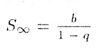 S∞ = b / (1 − q)